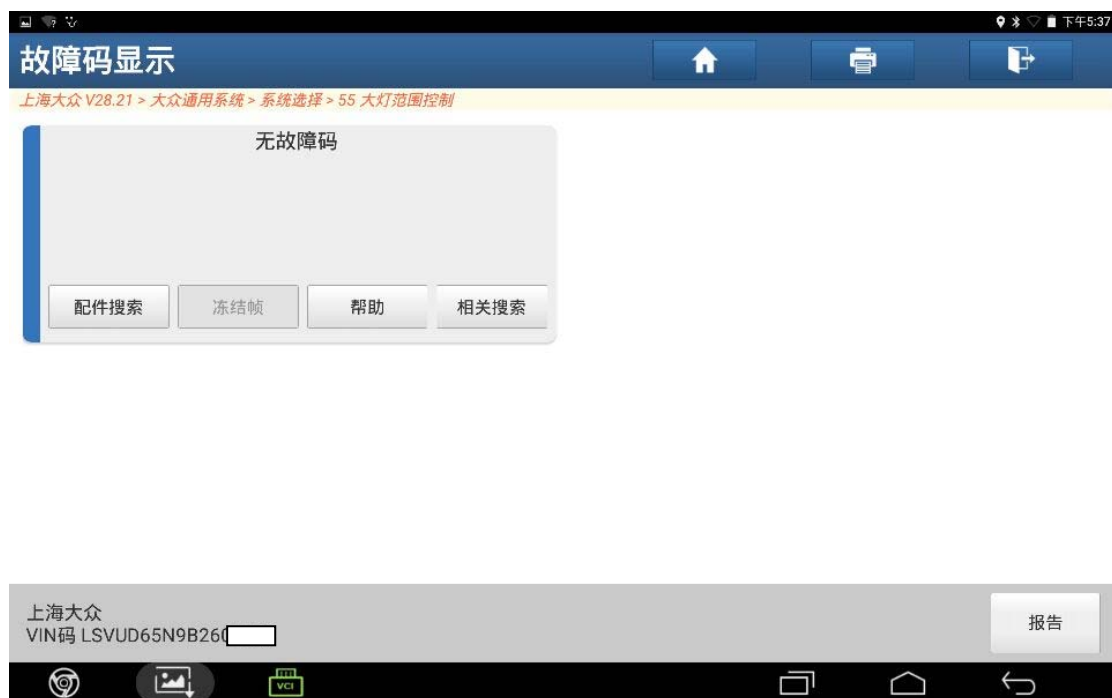 下午5:37
故障码显示
上海大众 V28.21 > 大众通用系统 > 系统选择 > 55 大灯范围控制
无故障码
配件搜索 冻结帧 帮助 相关搜索
上海大众
VIN码 LSVUD65N9B26
报告
VCI